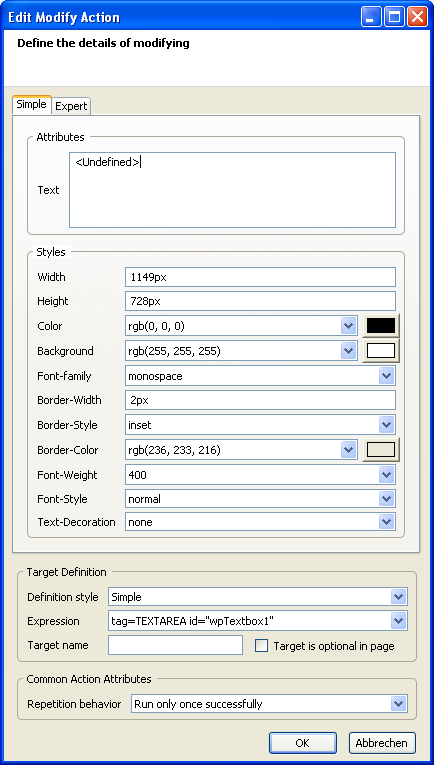 Edit Modify Action
Define the details of modifying
Simple Expert
Attributes
Text <Undefined>
Styles
Width 1149px
Height 728px
Color rgb(0, 0, 0)
Background rgb(255, 255, 255)
Font-family monospace
Border-Width 2px
Border-Style inset
Border-Color rgb(236, 233, 216)
Font-Weight 400
Font-Style normal
Text-Decoration none
Target Definition
Definition style Simple
Expression tag=TEXTAREA id="wpTextbox1"
Target name Target is optional in page
Common Action Attributes
Repetition behavior Run only once successfully
OK Abbrechen